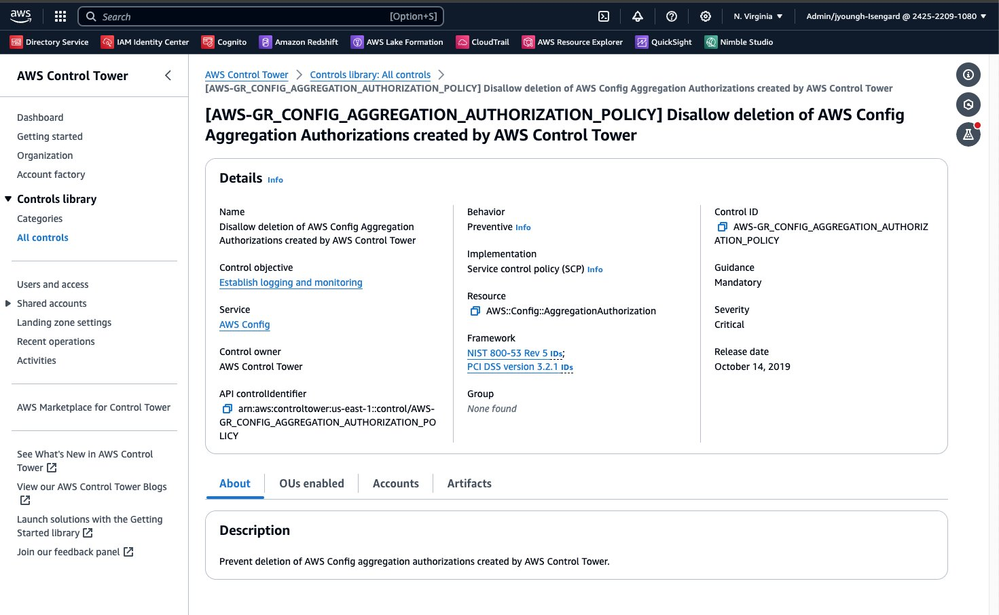 aws
Search [Option+S]
N. Virginia
Admin/jyoungh-Isengard @ 2425-2209-1080
Directory Service
IAM Identity Center
Cognito
Amazon Redshift
AWS Lake Formation
CloudTrail
AWS Resource Explorer
QuickSight
Nimble Studio
AWS Control Tower
Dashboard
Getting started
Organization
Account factory
Controls library
Categories
All controls
Users and access
Shared accounts
Landing zone settings
Recent operations
Activities
AWS Marketplace for Control Tower
See What's New in AWS Control
Tower
View our AWS Control Tower Blogs
Launch solutions with the Getting
Started library
Join our feedback panel
AWS Control Tower
Controls library: All controls
[AWS-GR_CONFIG_AGGREGATION_AUTHORIZATION_POLICY] Disallow deletion of AWS Config Aggregation Authorizations created by AWS Control Tower
[AWS-GR_CONFIG_AGGREGATION_AUTHORIZATION_POLICY] Disallow deletion of AWS Config
Aggregation Authorizations created by AWS Control Tower
Details Info
Name
Disallow deletion of AWS Config Aggregation
Authorizations created by AWS Control Tower
Control objective
Establish logging and monitoring
Service
AWS Config
Control owner
AWS Control Tower
API controlIdentifier
arn:aws:controltower:us-east-1::control/AWS-
GR_CONFIG_AGGREGATION_AUTHORIZATION_PO
LICY
Behavior
Preventive Info
Implementation
Service control policy (SCP) Info
Resource
AWS::Config::AggregationAuthorization
Framework
NIST 800-53 Rev 5 IDs;
PCI DSS version 3.2.1 IDs
Group
None found
Control ID
AWS-GR_CONFIG_AGGREGATION_AUTHORIZ
ATION_POLICY
Guidance
Mandatory
Severity
Critical
Release date
October 14, 2019
About
OUs enabled
Accounts
Artifacts
Description
Prevent deletion of AWS Config aggregation authorizations created by AWS Control Tower.